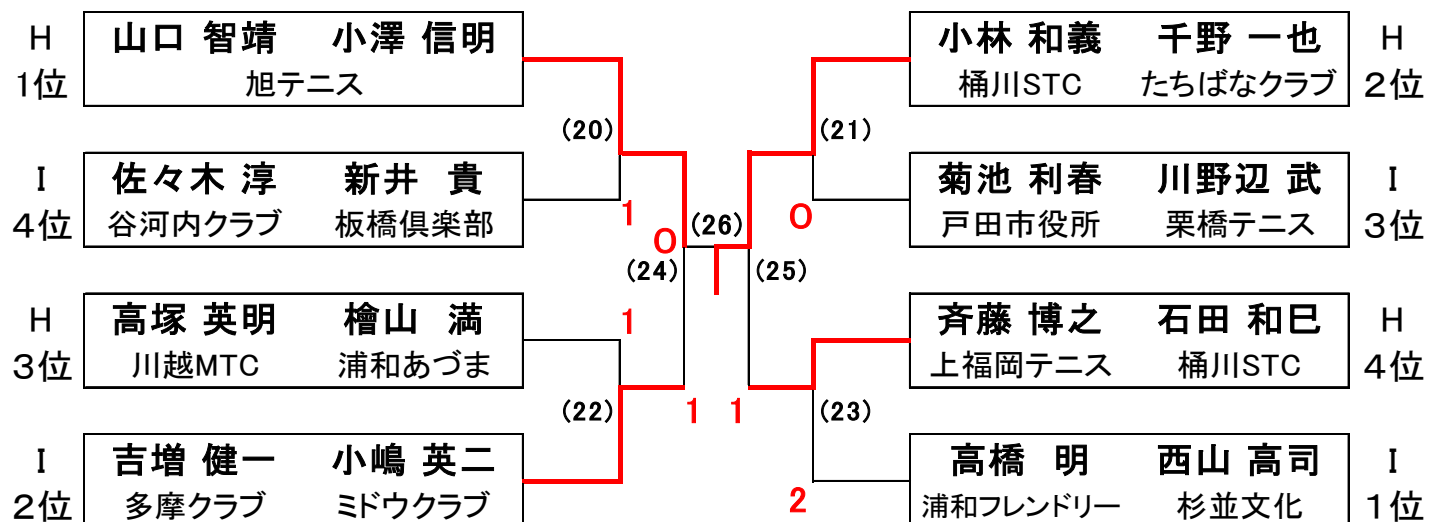 H 山口 智靖 小澤 信明
1位 旭テニス
(20)
I 佐々木 淳 新井 貴
4位 谷河内クラブ 板橋倶楽部
1
0
(24)
H 高塚 英明 檜山 満
3位 川越MTC 浦和あづま
1
(22)
1
I 吉増 健一 小嶋 英二
2位 多摩クラブ ミドウクラブ
(26)
小林 和義 千野 一也 H
桶川STC たちばなクラブ 2位
(21)
菊池 利春 川野辺 武 I
戸田市役所 栗橋テニス 3位
0
(25)
斉藤 博之 石田 和巳 H
上福岡テニス 桶川STC 4位
1
(23)
高橋 明 西山 高司 I
浦和フレンドリー 杉並文化 1位
2